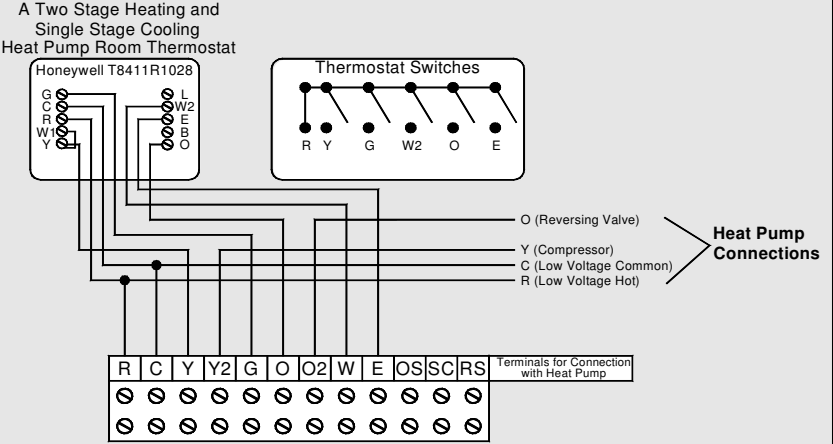 A Two Stage Heating and
Single Stage Cooling
Heat Pump Room Thermostat
Honeywell T8411R1028
G
C
R
W1
Y
L
W2
E
B
O
Thermostat Switches
R Y G W2 O E
O (Reversing Valve)
Y (Compressor)
C (Low Voltage Common)
R (Low Voltage Hot)
Heat Pump
Connections
R C Y Y2 G O O2 W E OS SC RS
Terminals for Connection
with Heat Pump